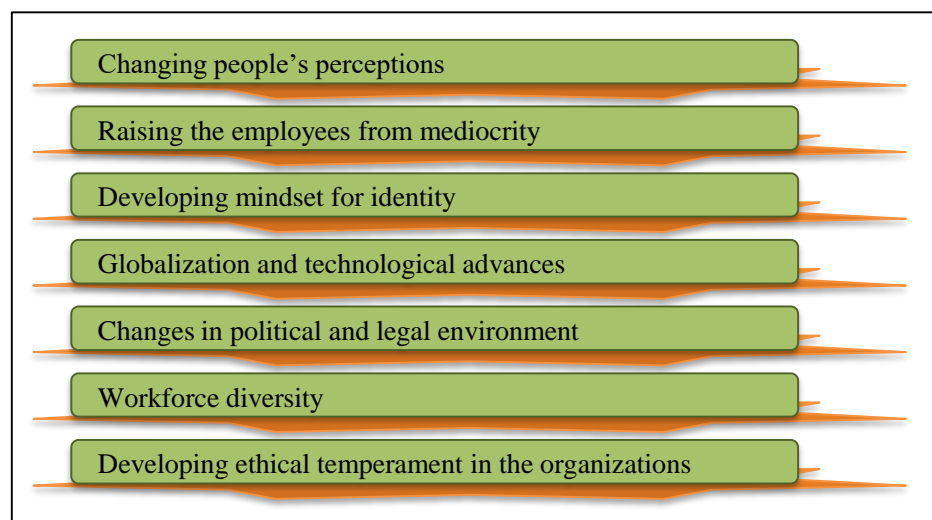 Changing people’s perceptions
Raising the employees from mediocrity
Developing mindset for identity
Globalization and technological advances
Changes in political and legal environment
Workforce diversity
Developing ethical temperament in the organizations